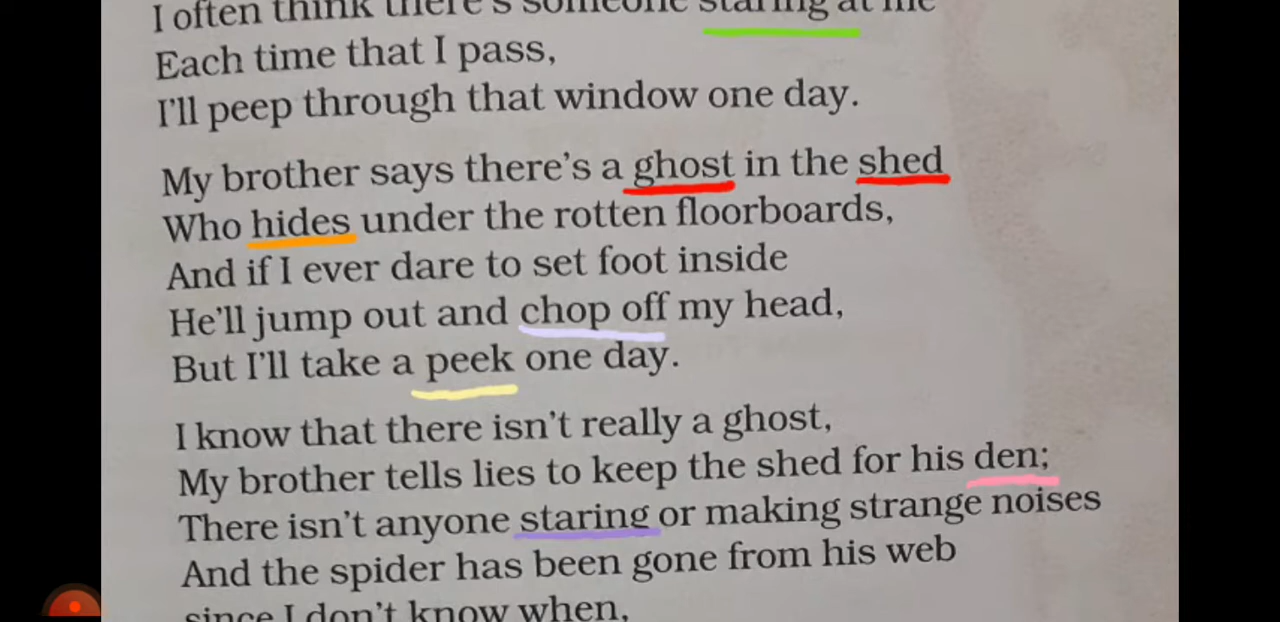 I often think there's someone staring at me
Each time that I pass,
I'll peep through that window one day.
My brother says there's a ghost in the shed
Who hides under the rotten floorboards,
And if I ever dare to set foot inside
He'll jump out and chop off my head,
But I'll take a peek one day.
I know that there isn't really a ghost,
My brother tells lies to keep the shed for his den;
There isn't anyone staring or making strange noises
And the spider has been gone from his web
since I don't know when,